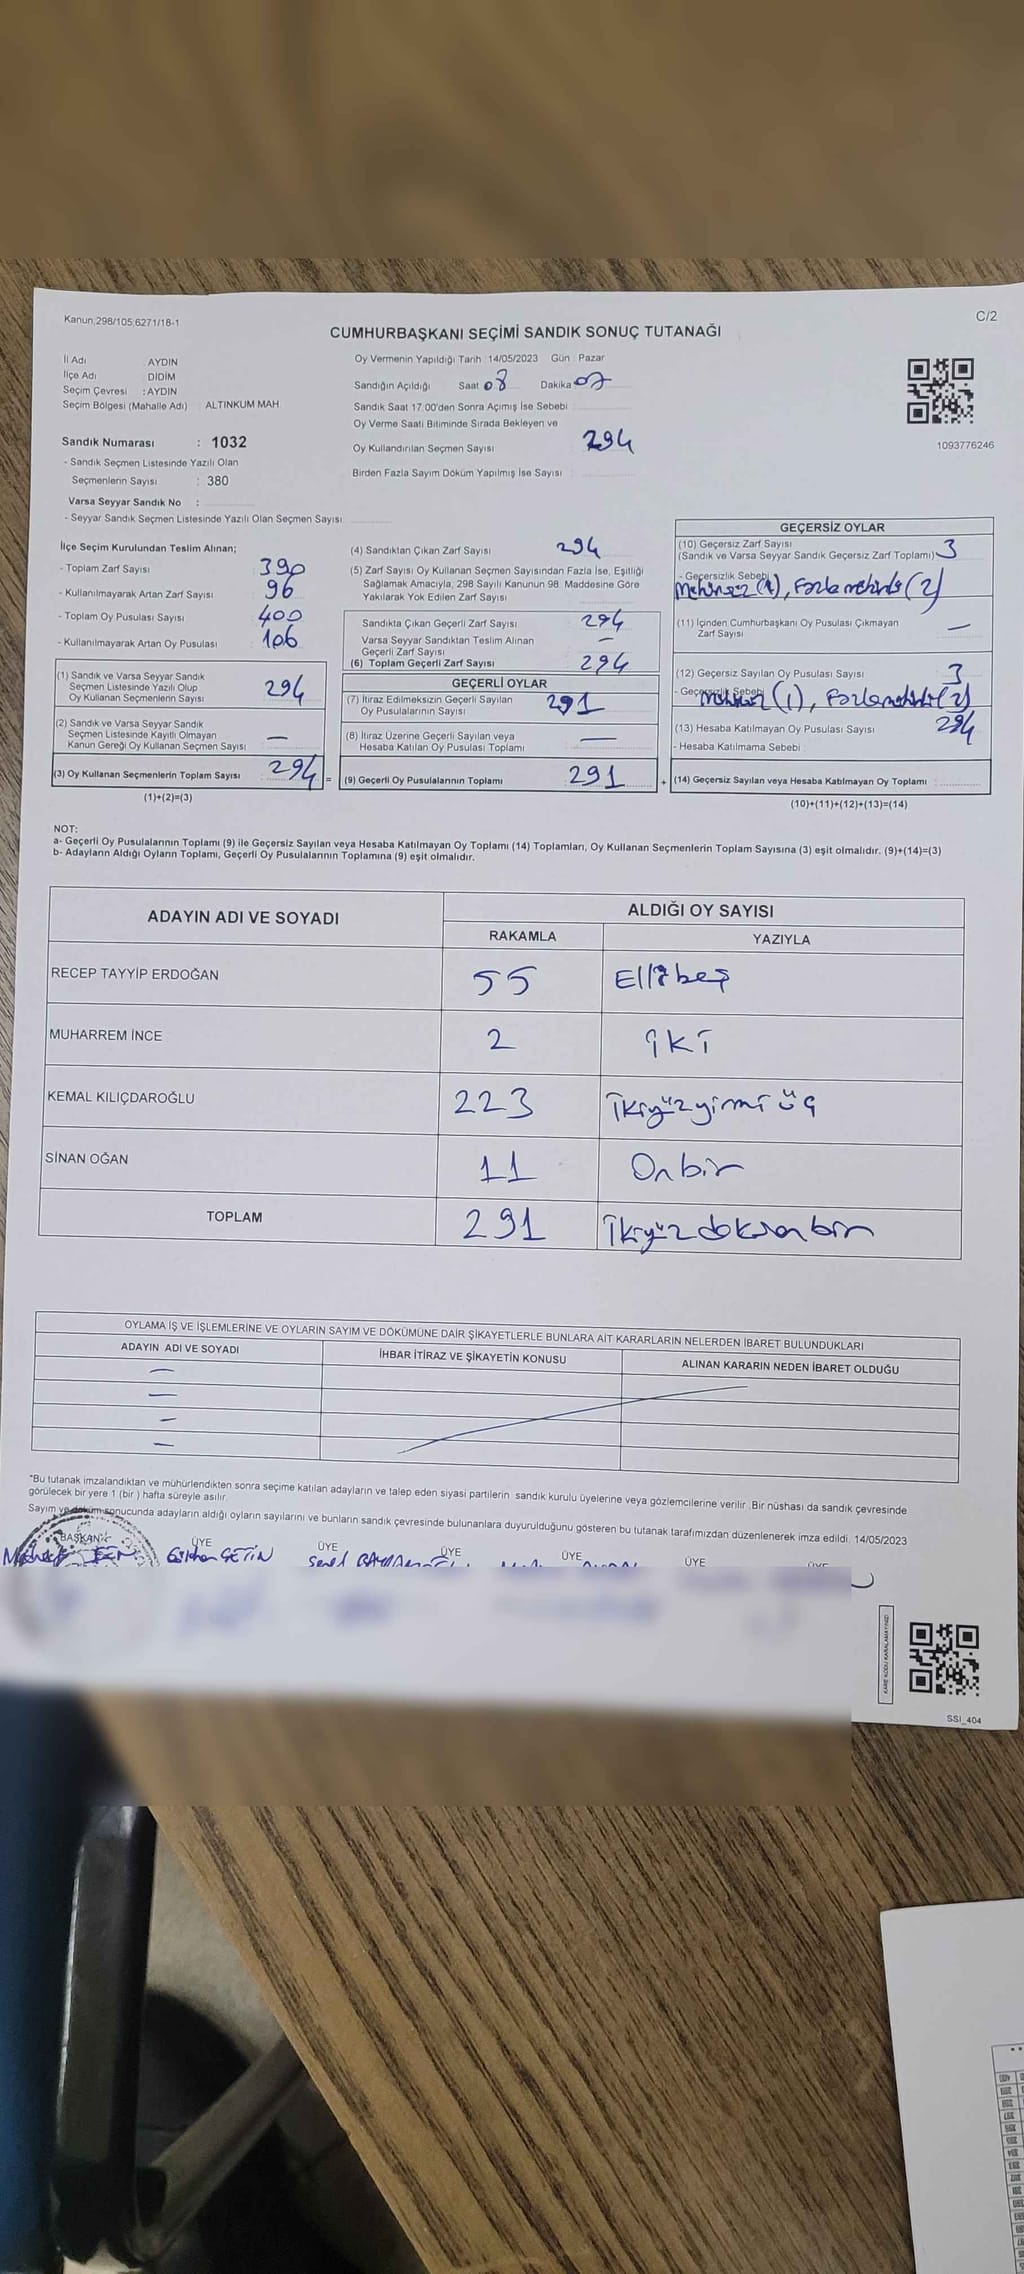 Kanun:298/105;6271/18-1
C/2
CUMHURBAŞKANI SEÇİMİ SANDIK SONUÇ TUTANAĞI
İl Adı : AYDIN
İlçe Adı : DİDİM
Seçim Çevresi : AYDIN
Seçim Bölgesi (Mahalle Adı) : ALTINKUM MAH.
Sandık Numarası : 1032
- Sandık Seçmen Listesinde Yazılı Olan
Seçmenlerin Sayısı : 380
Varsa Seyyar Sandık No :
- Seyyar Sandık Seçmen Listesinde Yazılı Olan Seçmen Sayısı:
Oy Vermenin Yapıldığı Tarih :14/05/2023 Gün : Pazar
Sandığın Açıldığı Saat 08 Dakika 07
Sandık Saat 17:00'den Sonra Açılmış İse Sebebi :
Oy Verme Saati Bitiminde Sırada Bekleyen ve
Oy Kullandırılan Seçmen Sayısı : 294
Birden Fazla Sayım Döküm Yapılmış İse Sayısı :
1093776246
İlçe Seçim Kurulundan Teslim Alınan;
- Toplam Zarf Sayısı : 390
- Kullanılmayarak Artan Zarf Sayısı : 96
- Toplam Oy Pusulası Sayısı : 400
- Kullanılmayarak Artan Oy Pusulası : 106
(1) Sandık ve Varsa Seyyar Sandık
Seçmen Listesinde Yazılı Olup
Oy Kullanan Seçmenlerin Sayısı : 294
(2) Sandık ve Varsa Seyyar Sandık
Seçmen Listesinde Kayıtlı Olmayan
Kanun Gereği Oy Kullanan Seçmen Sayısı : —
(3) Oy Kullanan Seçmenlerin Toplam Sayısı : 294 =
(1)+(2)=(3)
(4) Sandıktan Çıkan Zarf Sayısı : 294
(5) Zarf Sayısı Oy Kullanan Seçmen Sayısından Fazla İse, Eşitliği
Sağlamak Amacıyla, 298 Sayılı Kanunun 98. Maddesine Göre
Yakılarak Yok Edilen Zarf Sayısı :
Sandıkta Çıkan Geçerli Zarf Sayısı : 294
Varsa Seyyar Sandıktan Teslim Alınan
Geçerli Zarf Sayısı : —
(6) Toplam Geçerli Zarf Sayısı : 294
GEÇERLİ OYLAR
(7) İtiraz Edilmeksizin Geçerli Sayılan
Oy Pusulalarının Sayısı : 291
(8) İtiraz Üzerine Geçerli Sayılan veya
Hesaba Katılan Oy Pusulası Toplamı : —
(9) Geçerli Oy Pusulalarının Toplamı : 291 +
GEÇERSİZ OYLAR
(10) Geçersiz Zarf Sayısı
(Sandık ve Varsa Seyyar Sandık Geçersiz Zarf Toplamı) : 3
- Geçersizlik Sebebi
Mühürsüz (1), Fazla mühürlü (2)
(11) İçinden Cumhurbaşkanı Oy Pusulası Çıkmayan
Zarf Sayısı : —
(12) Geçersiz Sayılan Oy Pusulası Sayısı : 3
- Geçersizlik Sebebi
Mühürsüz (1), Fazla mühürlü (2)
(13) Hesaba Katılmayan Oy Pusulası Sayısı : 294
- Hesaba Katılmama Sebebi :
(14) Geçersiz Sayılan veya Hesaba Katılmayan Oy Toplamı :
(10)+(11)+(12)+(13)=(14)
NOT:
a- Geçerli Oy Pusulalarının Toplamı (9) ile Geçersiz Sayılan veya Hesaba Katılmayan Oy Toplamı (14) Toplamları, Oy Kullanan Seçmenlerin Toplam Sayısına (3) eşit olmalıdır. (9)+(14)=(3)
b- Adayların Aldığı Oyların Toplamı, Geçerli Oy Pusulalarının Toplamına (9) eşit olmalıdır.
ADAYIN ADI VE SOYADI
ALDIĞI OY SAYISI
RAKAMLA YAZIYLA
RECEP TAYYİP ERDOĞAN 55 Ellibeş
MUHARREM İNCE 2 iki
KEMAL KILIÇDAROĞLU 223 ikiyüzyirmi üç
SİNAN OĞAN 11 Onbir
TOPLAM 291 ikiyüzdoksanbir
OYLAMA İŞ VE İŞLEMLERİNE VE OYLARIN SAYIM VE DÖKÜMÜNE DAİR ŞİKAYETLERLE BUNLARA AİT KARARLARIN NELERDEN İBARET BULUNDUKLARI
ADAYIN ADI VE SOYADI İHBAR İTİRAZ VE ŞİKAYETİN KONUSU ALINAN KARARIN NEDEN İBARET OLDUĞU
—
—
—
—
*Bu tutanak imzalandıktan ve mühürlendikten sonra seçime katılan adayların ve talep eden siyasi partilerin sandık kurulu üyelerine veya gözlemcilerine verilir. Bir nüshası da sandık çevresinde
görülecek bir yere 1 (bir ) hafta süreyle asılır.
Sayım ve döküm sonucunda adayların aldığı oyların sayılarını ve bunların sandık çevresinde bulunanlara duyurulduğunu gösteren bu tutanak tarafımızdan düzenlenerek imza edildi. 14/05/2023
BAŞKAN ÜYE ÜYE ÜYE ÜYE ÜYE ÜYE
ÇETİN
KARE KODU KARALAMAYINIZ!
SSI_404